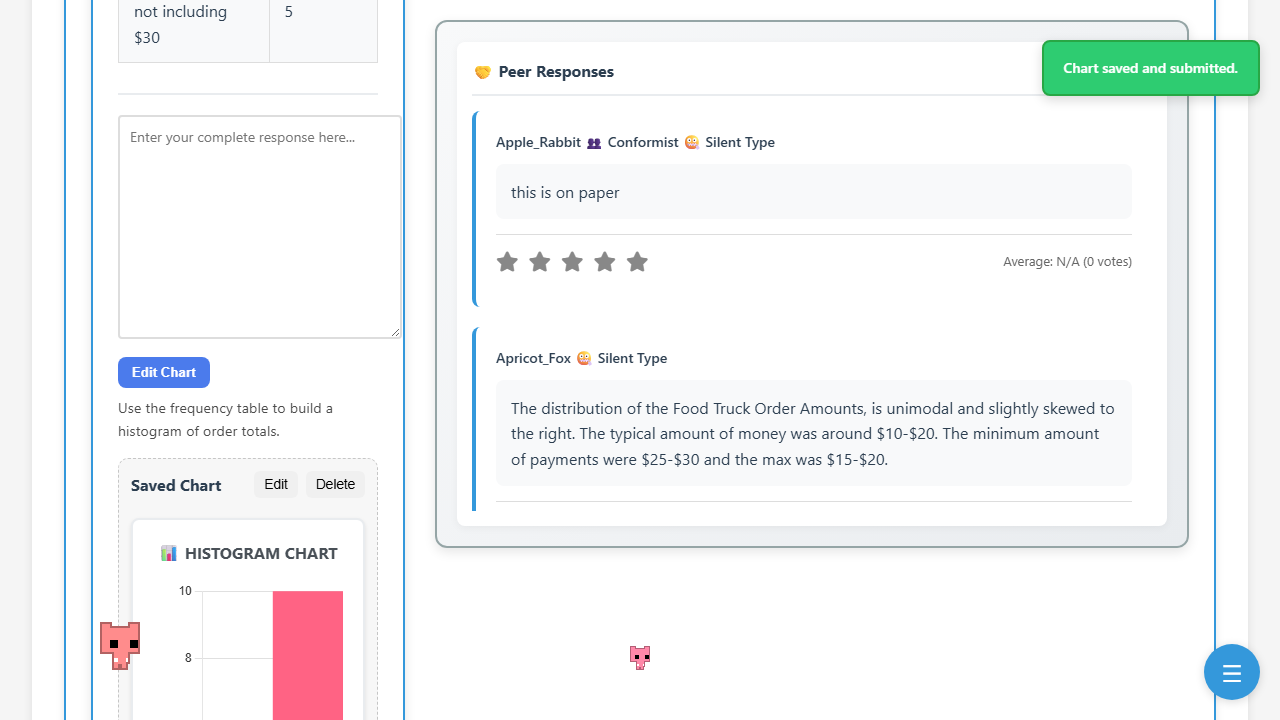 not including
$30
5
Enter your complete response here...
Edit Chart
Use the frequency table to build a
histogram of order totals.
Saved Chart
Edit
Delete
HISTOGRAM CHART
10
8
Peer Responses
Chart saved and submitted.
Apple_Rabbit Conformist Silent Type
this is on paper
Average: N/A (0 votes)
Apricot_Fox Silent Type
The distribution of the Food Truck Order Amounts, is unimodal and slightly skewed to
the right. The typical amount of money was around $10-$20. The minimum amount
of payments were $25-$30 and the max was $15-$20.